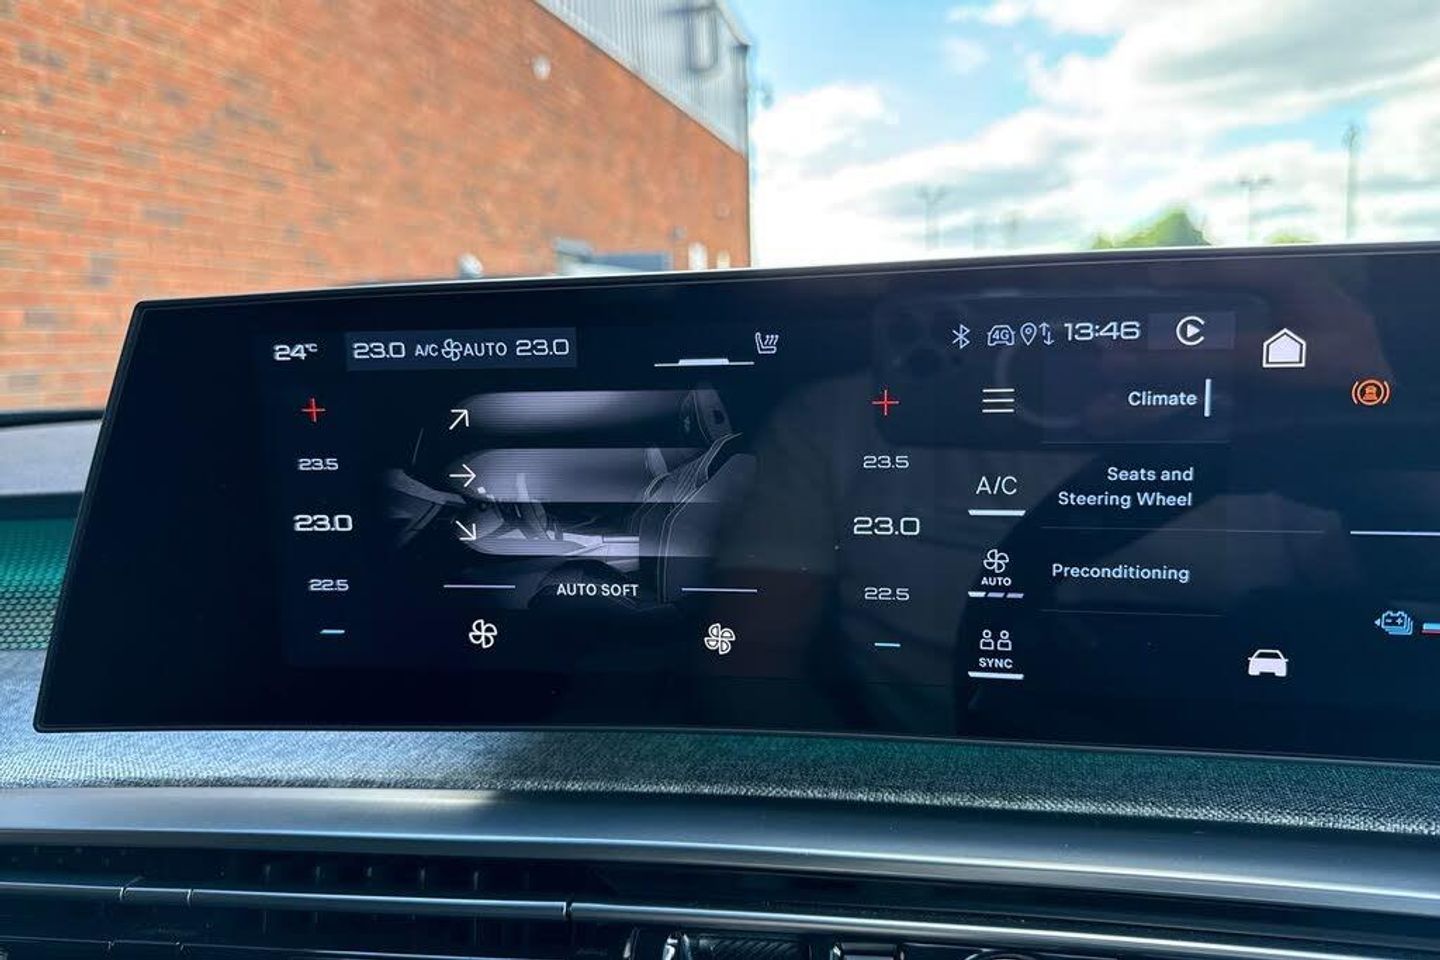 24°C
23.0 A/C AUTO 23.0
4G 13:46
Climate
23.5
23.5
A/C
Seats and
Steering Wheel
23.0
23.0
AUTO
Preconditioning
22.5
AUTO SOFT
22.5
SYNC